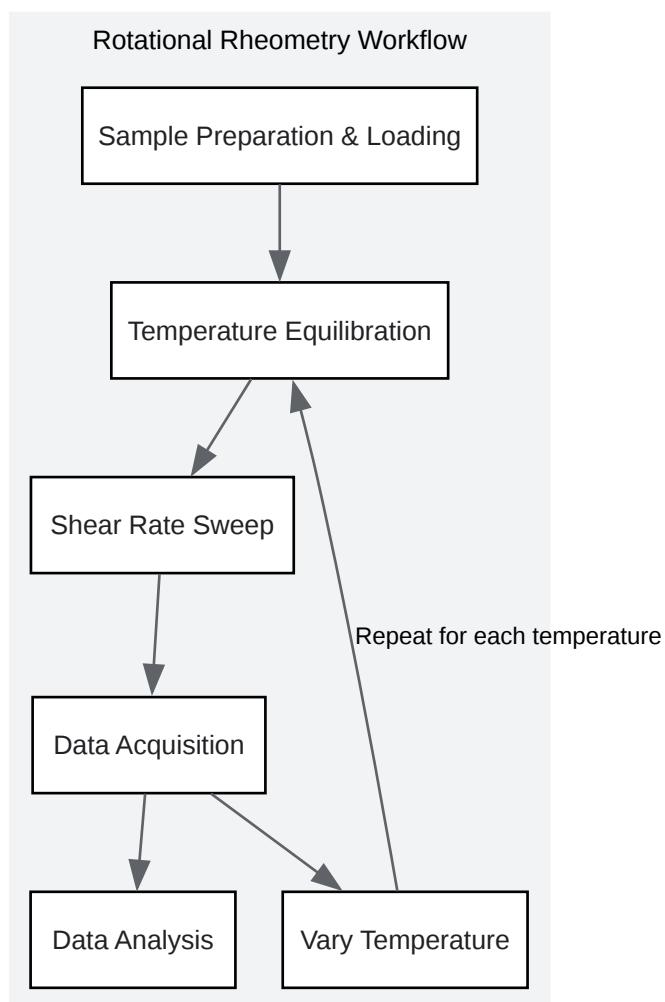 Rotational Rheometry Workflow
Sample Preparation & Loading
Temperature Equilibration
Shear Rate Sweep
Repeat for each temperature
Data Acquisition
Data Analysis
Vary Temperature